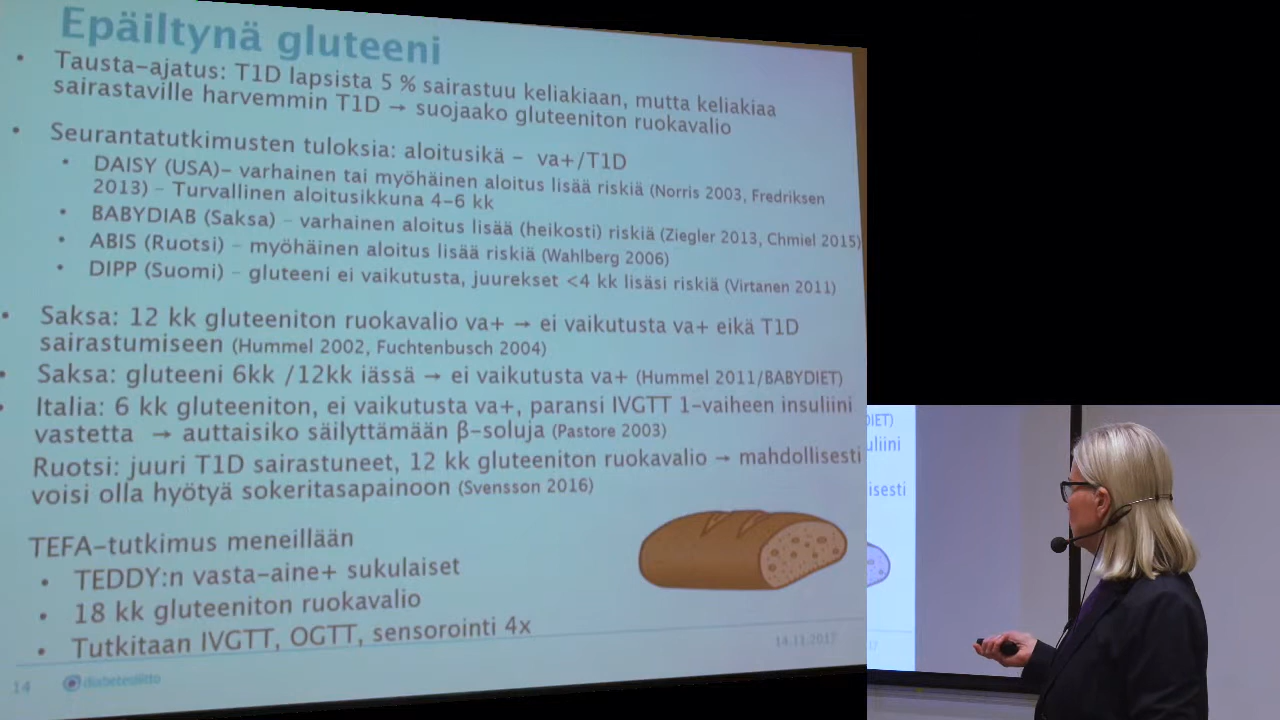 Epäiltynä gluteeni
• Tausta-ajatus: T1D lapsista 5 % sairastuu keliakiaan, mutta keliakiaa
sairastaville harvemmin T1D → suojaako gluteeniton ruokavalio
• Seurantatutkimusten tuloksia: aloitusikä – va+/T1D
• DAISY (USA)– varhainen tai myöhäinen aloitus lisää riskiä (Norris 2003, Fredriksen
2013) – Turvallinen aloitusikkuna 4–6 kk
• BABYDIAB (Saksa) – varhainen aloitus lisää (heikosti) riskiä (Ziegler 2013, Chmiel 2015)
• ABIS (Ruotsi) – myöhäinen aloitus lisää riskiä (Wahlberg 2006)
• DIPP (Suomi) – gluteeni ei vaikutusta, juurekset <4 kk lisäsi riskiä (Virtanen 2011)
• Saksa: 12 kk gluteeniton ruokavalio va+ → ei vaikutusta va+ eikä T1D
sairastumiseen (Hummel 2002, Fuchtenbusch 2004)
• Saksa: gluteeni 6kk /12kk iässä → ei vaikutusta va+ (Hummel 2011/BABYDIET)
• Italia: 6 kk gluteeniton, ei vaikutusta va+, paransi IVGTT 1-vaiheen insuliini
vastetta → auttaisiko säilyttämään β-soluja (Pastore 2003)
Ruotsi: juuri T1D sairastuneet, 12 kk gluteeniton ruokavalio → mahdollisesti
voisi olla hyötyä sokeritasapainoon (Svensson 2016)
TEFA-tutkimus meneillään
• TEDDY:n vasta-aine+ sukulaiset
• 18 kk gluteeniton ruokavalio
• Tutkitaan IVGTT, OGTT, sensorointi 4x
14.11.2017
14 diabetesliitto
DIET)
uliini
isesti
17